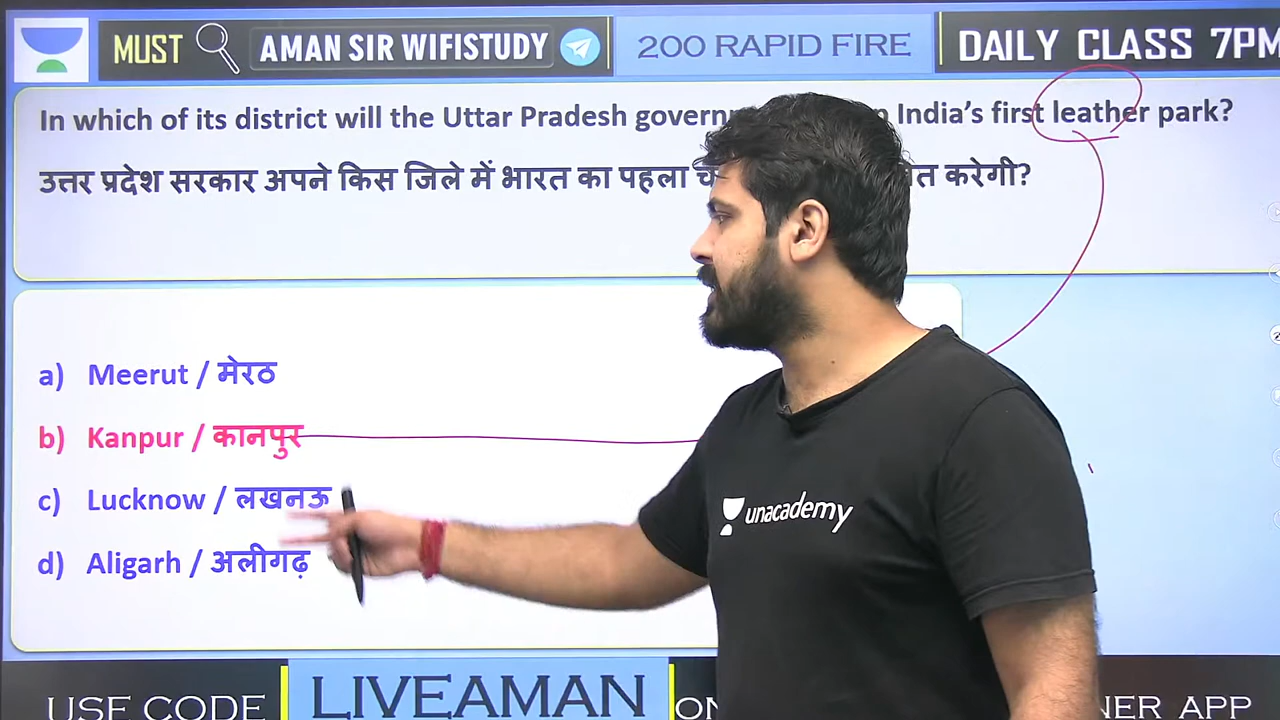 MUST AMAN SIR WIFISTUDY 200 RAPID FIRE DAILY CLASS 7PM
In which of its district will the Uttar Pradesh India's first leather park?
उत्तर प्रदेश सरकार अपने किस जिले में भारत का पहला करेगी?
a) Meerut / मेरठ
b) Kanpur / कानपुर
c) Lucknow / लखनऊ
d) Aligarh / अलीगढ़
unacademy
USE CODE LIVEAMAN APP